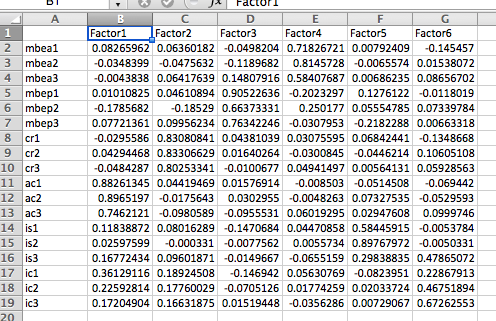 B1 fx Factor1
A B C D E F G
1 Factor1 Factor2 Factor3 Factor4 Factor5 Factor6
2 mbea1 0.08265962 0.06360182 -0.0498204 0.71826721 0.00792409 -0.145457
3 mbea2 -0.0348399 -0.0475632 -0.1189682 0.8145728 -0.0065574 0.01538072
4 mbea3 -0.0043838 0.06417639 0.14807916 0.58407687 0.00686235 0.08656702
5 mbep1 0.01010825 0.04610894 0.90522636 -0.2023297 0.1276122 -0.0118019
6 mbep2 -0.1785682 -0.18529 0.66373331 0.250177 0.05554785 0.07339784
7 mbep3 0.07721361 0.09956234 0.76342246 -0.0307953 -0.2182288 0.00663318
8 cr1 -0.0295586 0.83080841 0.04381039 0.03075595 0.06842441 -0.1348668
9 cr2 0.04294468 0.83306629 0.01640264 -0.0300845 -0.0446214 0.10605108
10 cr3 -0.0484287 0.80253341 -0.0100677 0.04941497 0.00564131 0.05928563
11 ac1 0.88261345 0.04419469 0.01576914 -0.008503 -0.0514508 -0.069442
12 ac2 0.8965197 -0.0175643 0.0302955 -0.0048263 0.07327535 -0.0529593
13 ac3 0.7462121 -0.0980589 -0.0955531 0.06019295 0.02947608 0.0999746
14 is1 0.11838872 0.08016289 -0.1470684 0.04470858 0.58445915 -0.0053784
15 is2 0.02597599 -0.000331 -0.0077562 0.0055734 0.89767972 -0.0050331
16 is3 0.16772434 0.09601871 -0.0149667 -0.0655159 0.29838835 0.47865072
17 ic1 0.36129116 0.18924508 -0.146942 0.05630769 -0.0823951 0.22867913
18 ic2 0.22592814 0.17760029 -0.0705126 0.01774259 0.02033724 0.46751894
19 ic3 0.17204904 0.16631875 0.01519448 -0.0356286 0.00729067 0.67262553
20